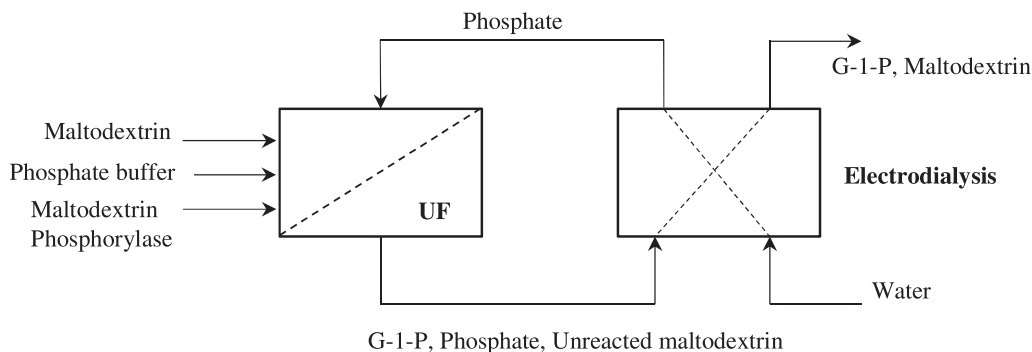 Phosphate
G-1-P, Maltodextrin
Maltodextrin
Phosphate buffer
Maltodextrin
Phosphorylase
UF
Electrodialysis
Water
G-1-P, Phosphate, Unreacted maltodextrin